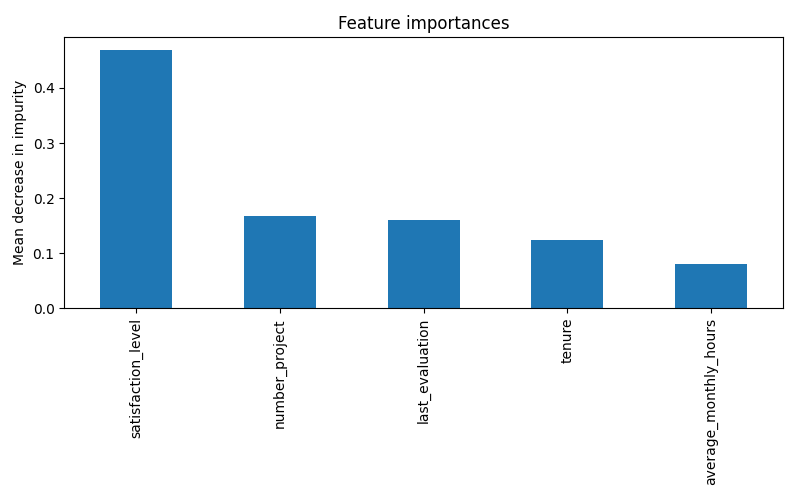 Feature importances
Mean decrease in impurity
0.4
0.3
0.2
0.1
0.0
satisfaction_level
number_project
last_evaluation
tenure
average_monthly_hours